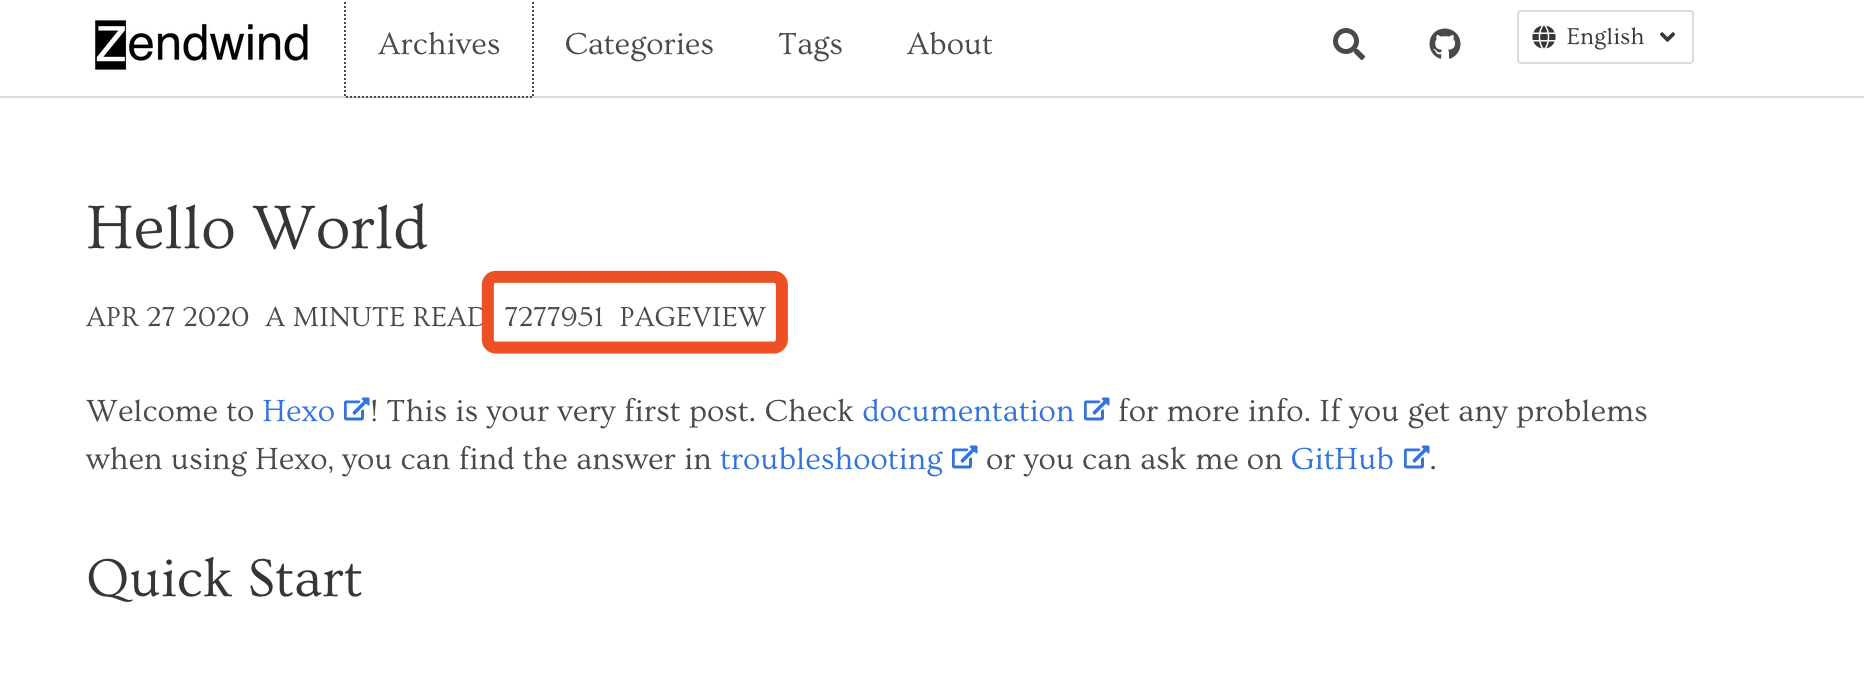 Zendwind Archives Categories Tags About English
Hello World
APR 27 2020 A MINUTE READ 7277951 PAGEVIEW
Welcome to Hexo ! This is your very first post. Check documentation for more info. If you get any problems
when using Hexo, you can find the answer in troubleshooting or you can ask me on GitHub .
Quick Start